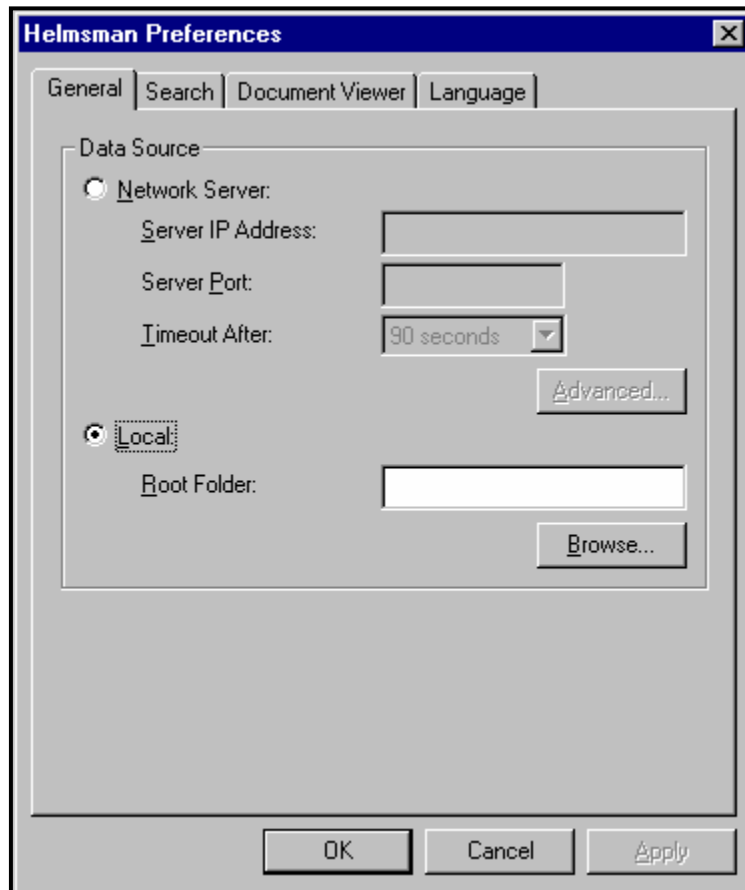 Helmsman Preferences
General Search Document Viewer Language
Data Source
Network Server:
Server IP Address:
Server Port:
Timeout After: 90 seconds
Advanced...
Local:
Root Folder:
Browse...
OK Cancel Apply